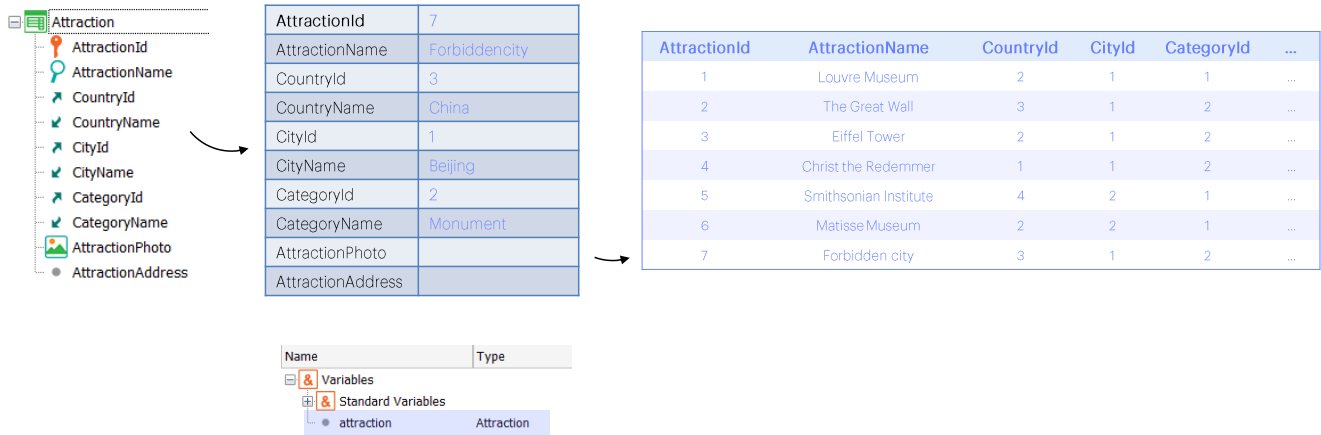 Attraction
AttractionId
AttractionName
CountryId
CountryName
CityId
CityName
CategoryId
CategoryName
AttractionPhoto
AttractionAddress
AttractionId 7
AttractionName Forbiddencity
CountryId 3
CountryName China
CityId 1
CityName Beijing
CategoryId 2
CategoryName Monument
AttractionPhoto
AttractionAddress
AttractionId AttractionName CountryId CityId CategoryId ...
1 Louvre Museum 2 1 1 ...
2 The Great Wall 3 1 2 ...
3 Eiffel Tower 2 1 2 ...
4 Christ the Redemmer 1 1 2 ...
5 Smithsonian Institute 4 2 1 ...
6 Matisse Museum 2 2 1 ...
7 Forbidden city 3 1 2 ...
Name Type
& Variables
& Standard Variables
attraction Attraction